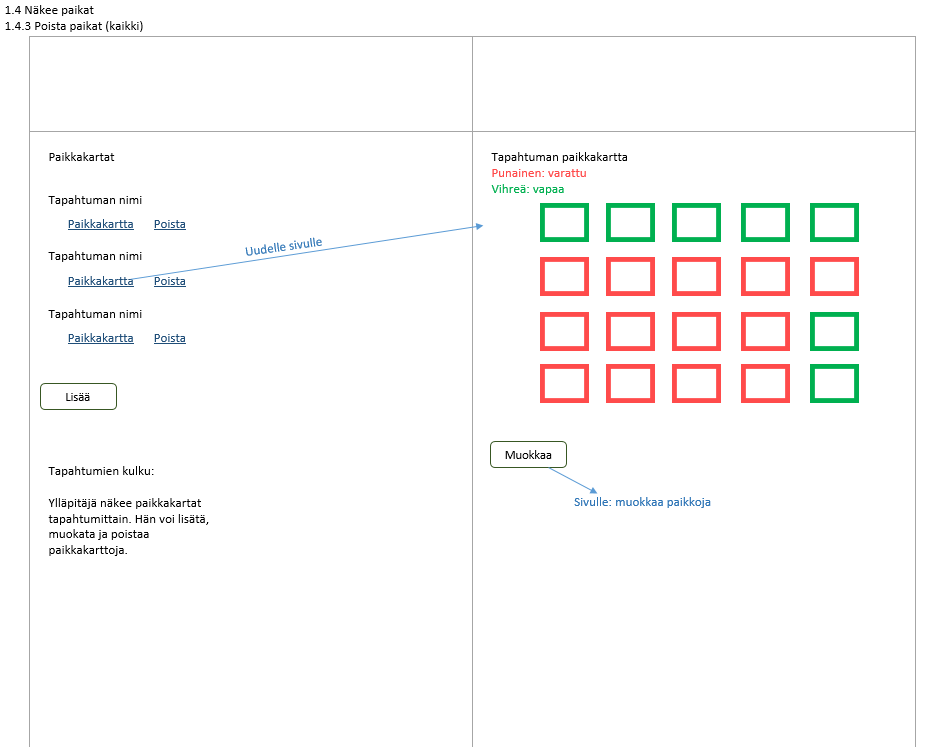 1.4 Näkee paikat
1.4.3 Poista paikat (kaikki)
Paikkakartat
Tapahtuman nimi
Paikkakartta Poista
Tapahtuman nimi
Paikkakartta Poista
Tapahtuman nimi
Paikkakartta Poista
Lisää
Tapahtumien kulku:
Ylläpitäjä näkee paikkakartat
tapahtumittain. Hän voi lisätä,
muokata ja poistaa
paikkakarttoja.
Uudelle sivulle
Tapahtuman paikkakartta
Punainen: varattu
Vihreä: vapaa
Muokkaa
Sivulle: muokkaa paikkoja